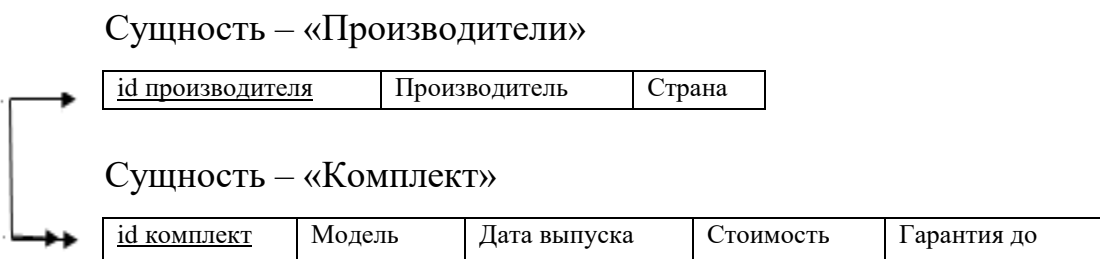 Сущность – «Производители»
id производителя Производитель Страна
Сущность – «Комплект»
id комплект Модель Дата выпуска Стоимость Гарантия до